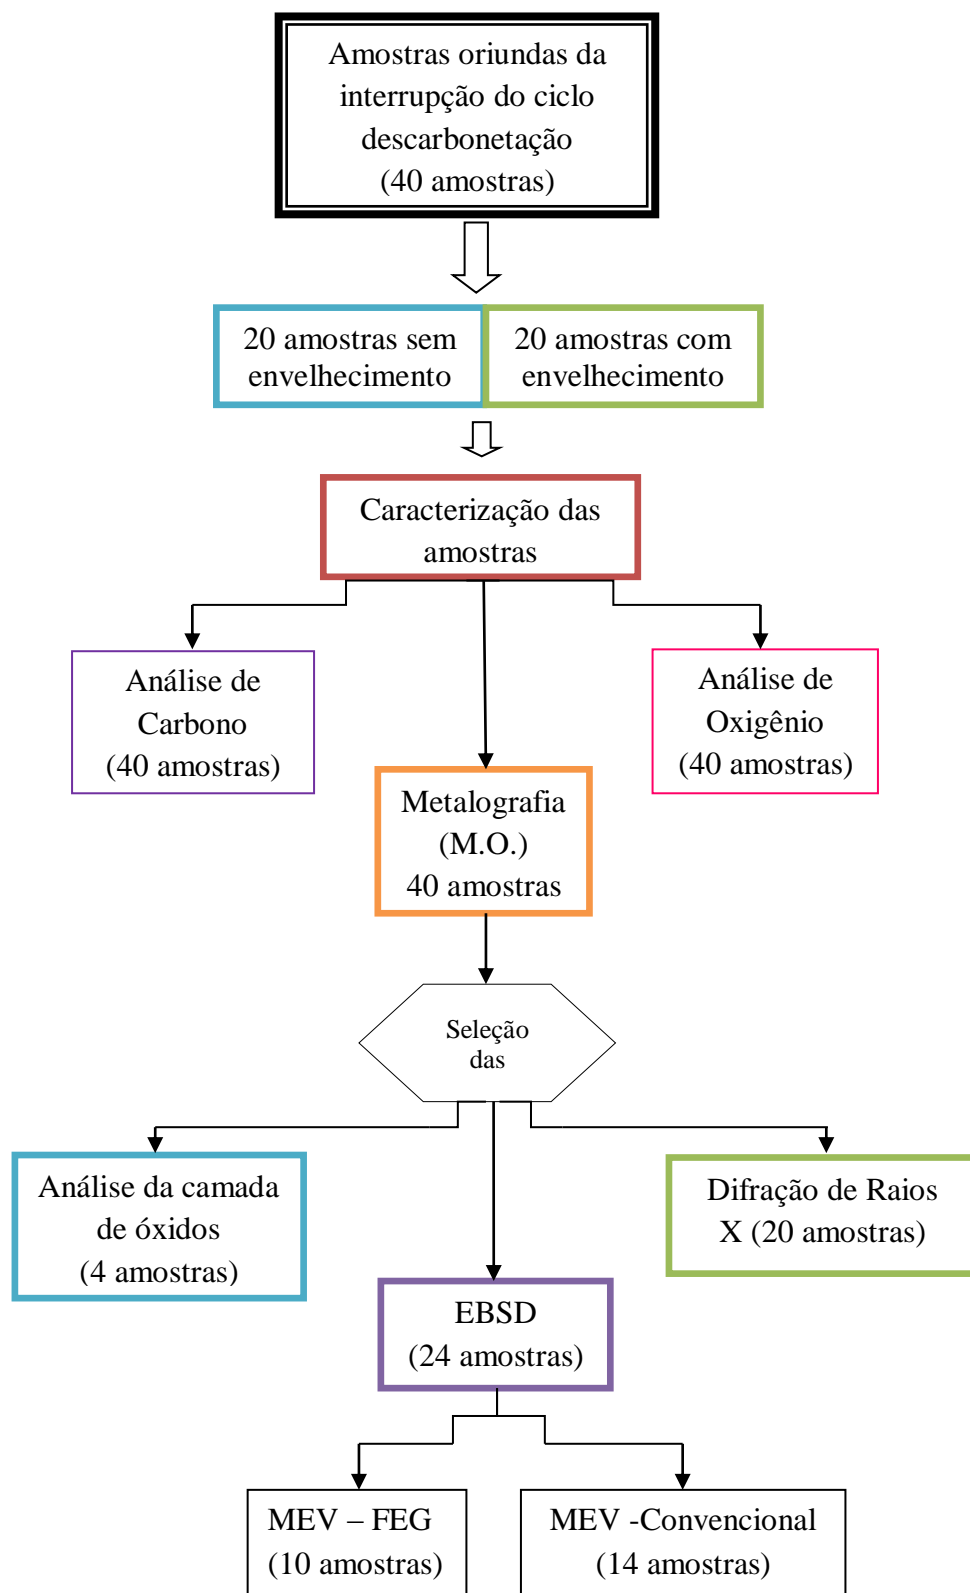 Amostras oriundas da
interrupção do ciclo
descarbonetação
(40 amostras)
20 amostras sem
envelhecimento
20 amostras com
envelhecimento
Caracterização das
amostras
Análise de
Carbono
(40 amostras)
Análise de
Oxigênio
(40 amostras)
Metalografia
(M.O.)
40 amostras
Seleção
das
Análise da camada
de óxidos
(4 amostras)
Difração de Raios
X (20 amostras)
EBSD
(24 amostras)
MEV – FEG
(10 amostras)
MEV -Convencional
(14 amostras)